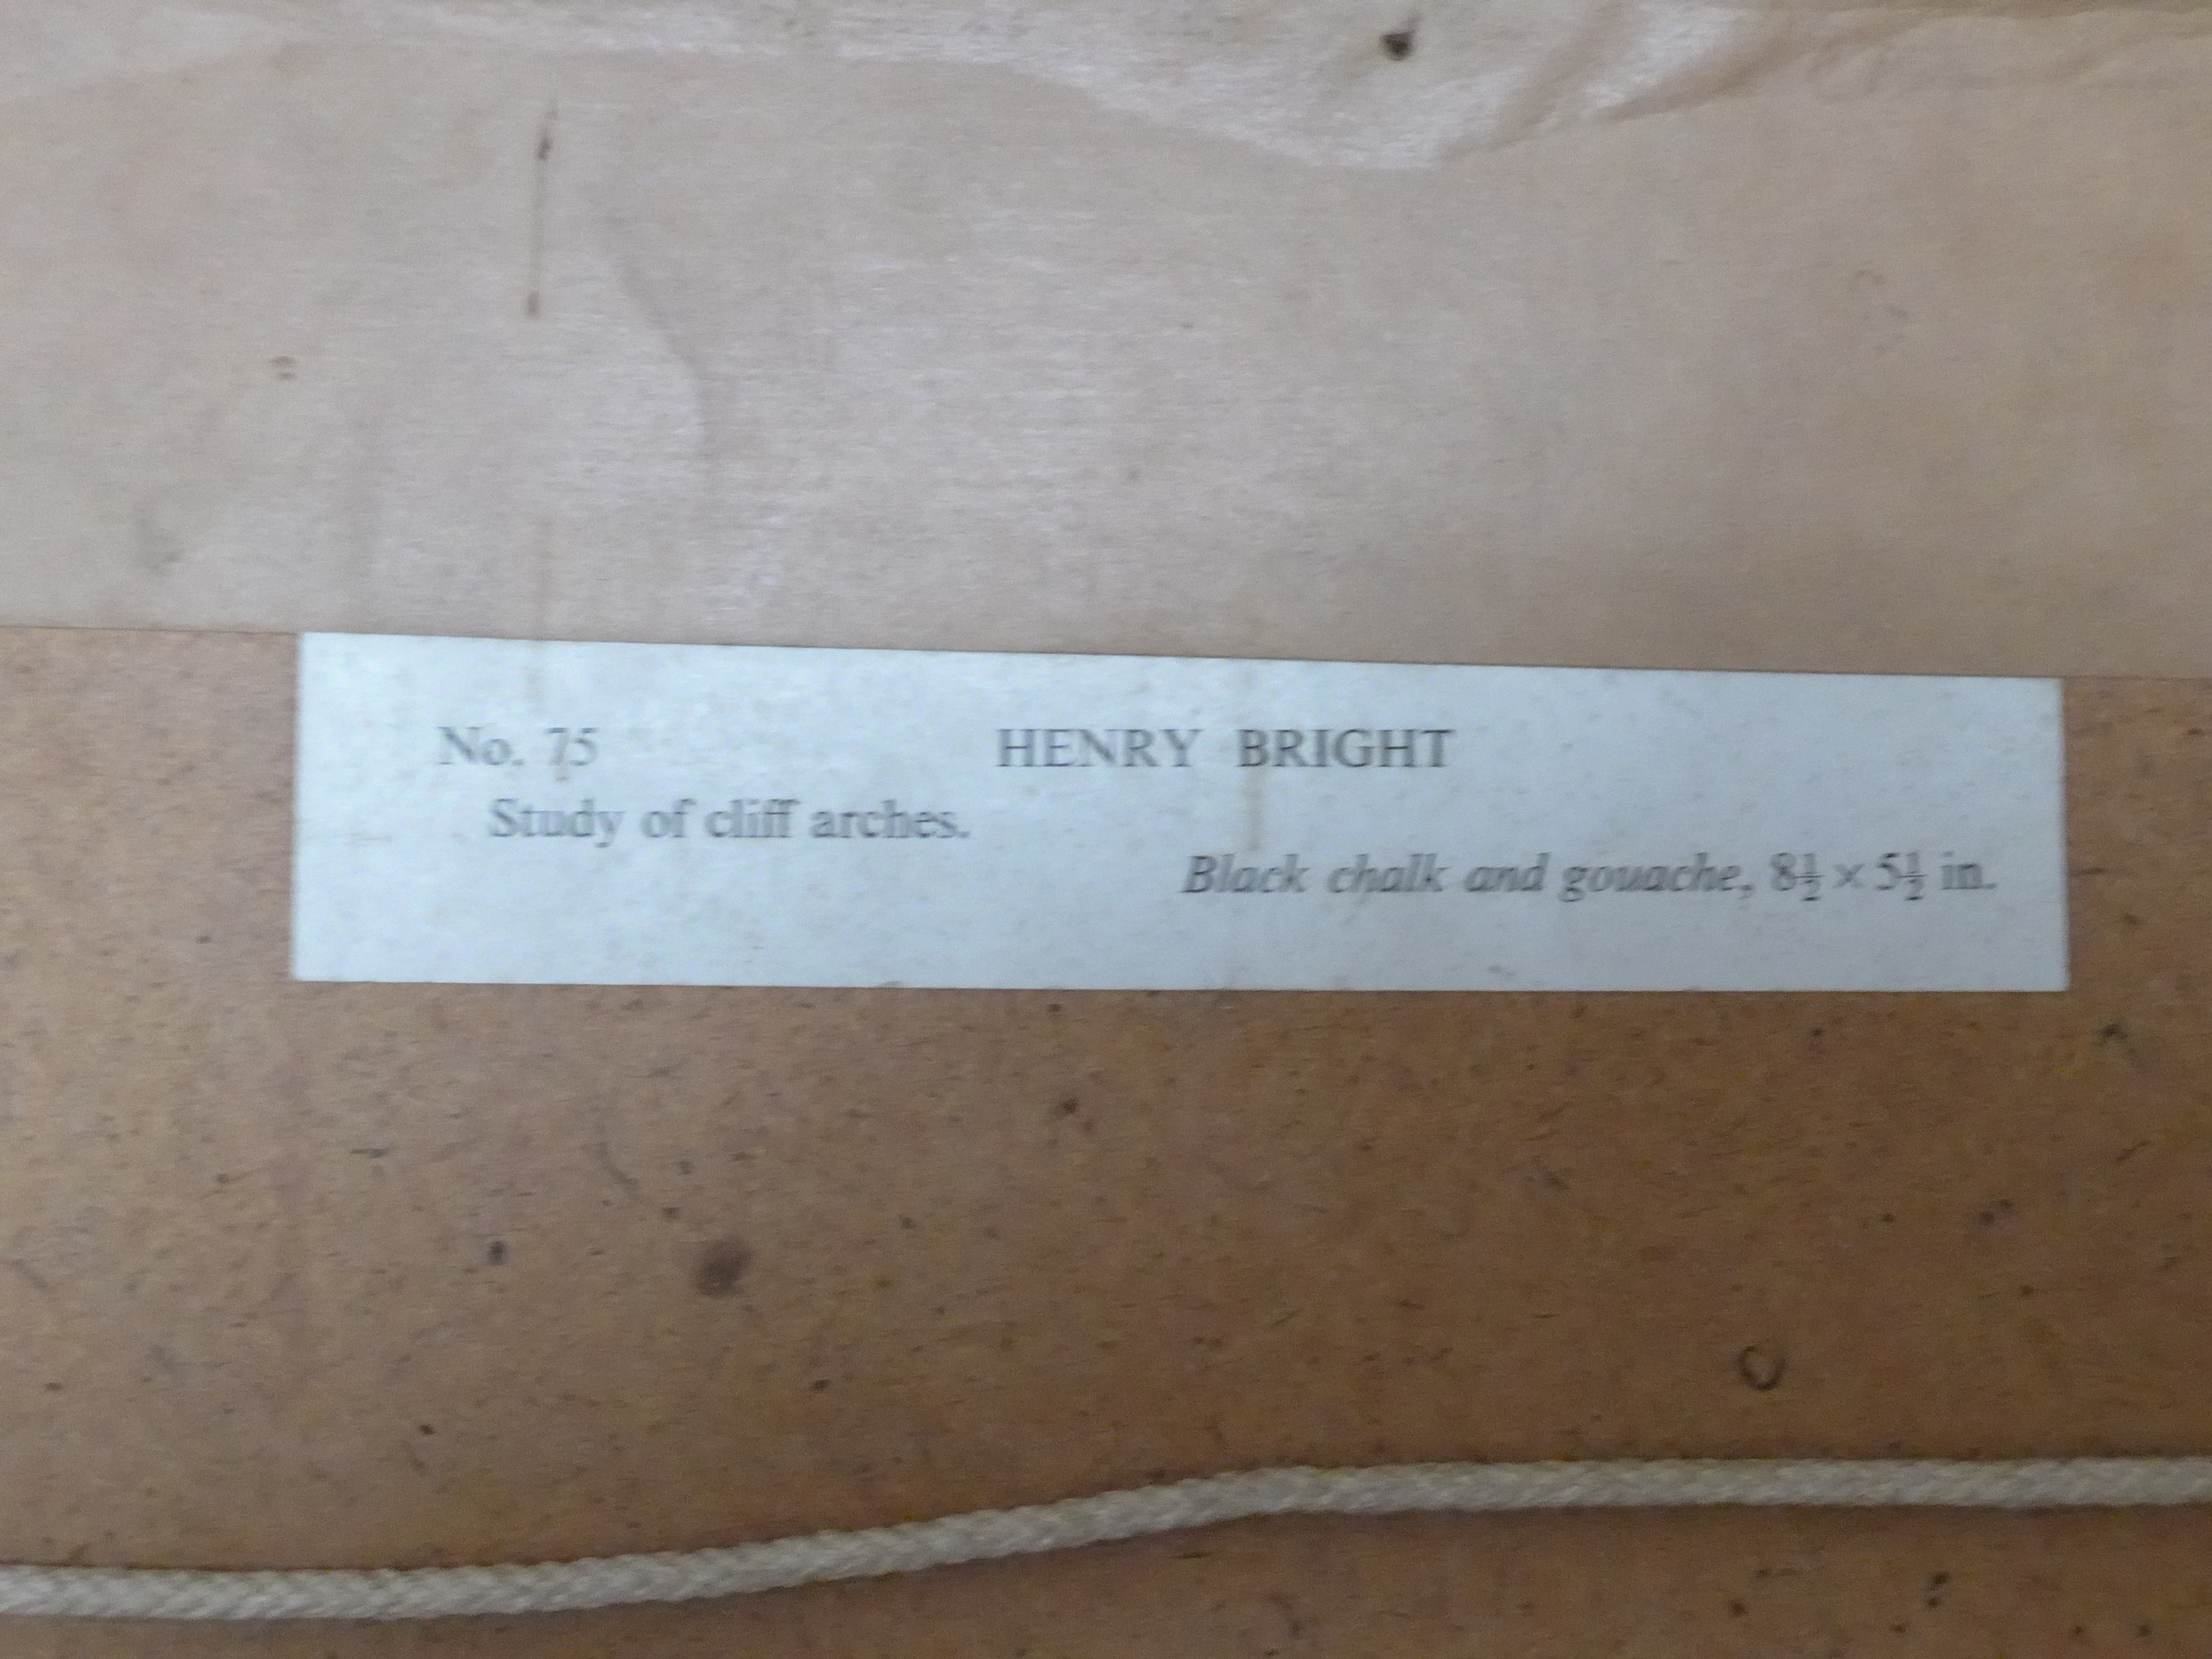 No. 75 HENRY BRIGHT
Study of cliff arches.
Black chalk and gouache, 8½ × 5½ in.